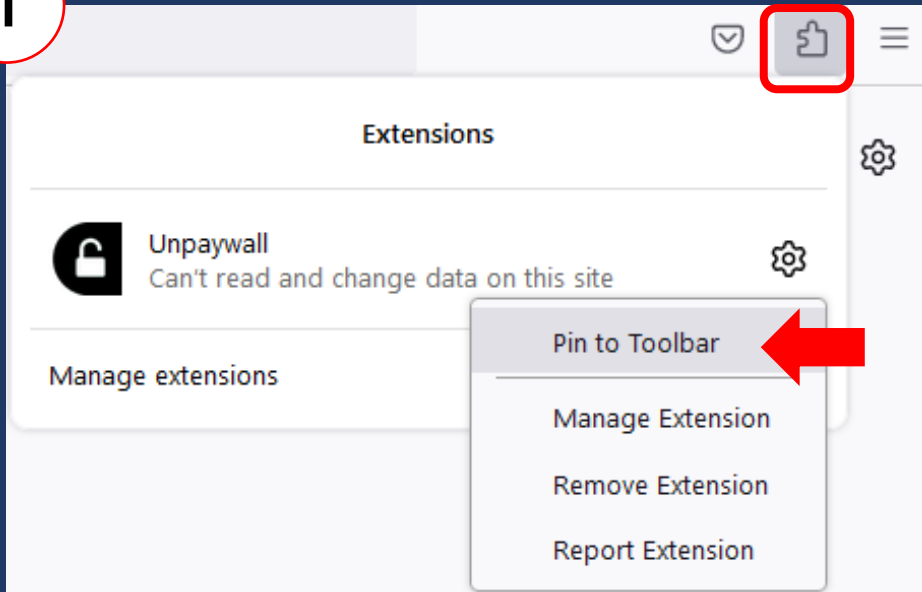 Extensions
Unpaywall
Can't read and change data on this site
Pin to Toolbar
Manage extensions
Manage Extension
Remove Extension
Report Extension